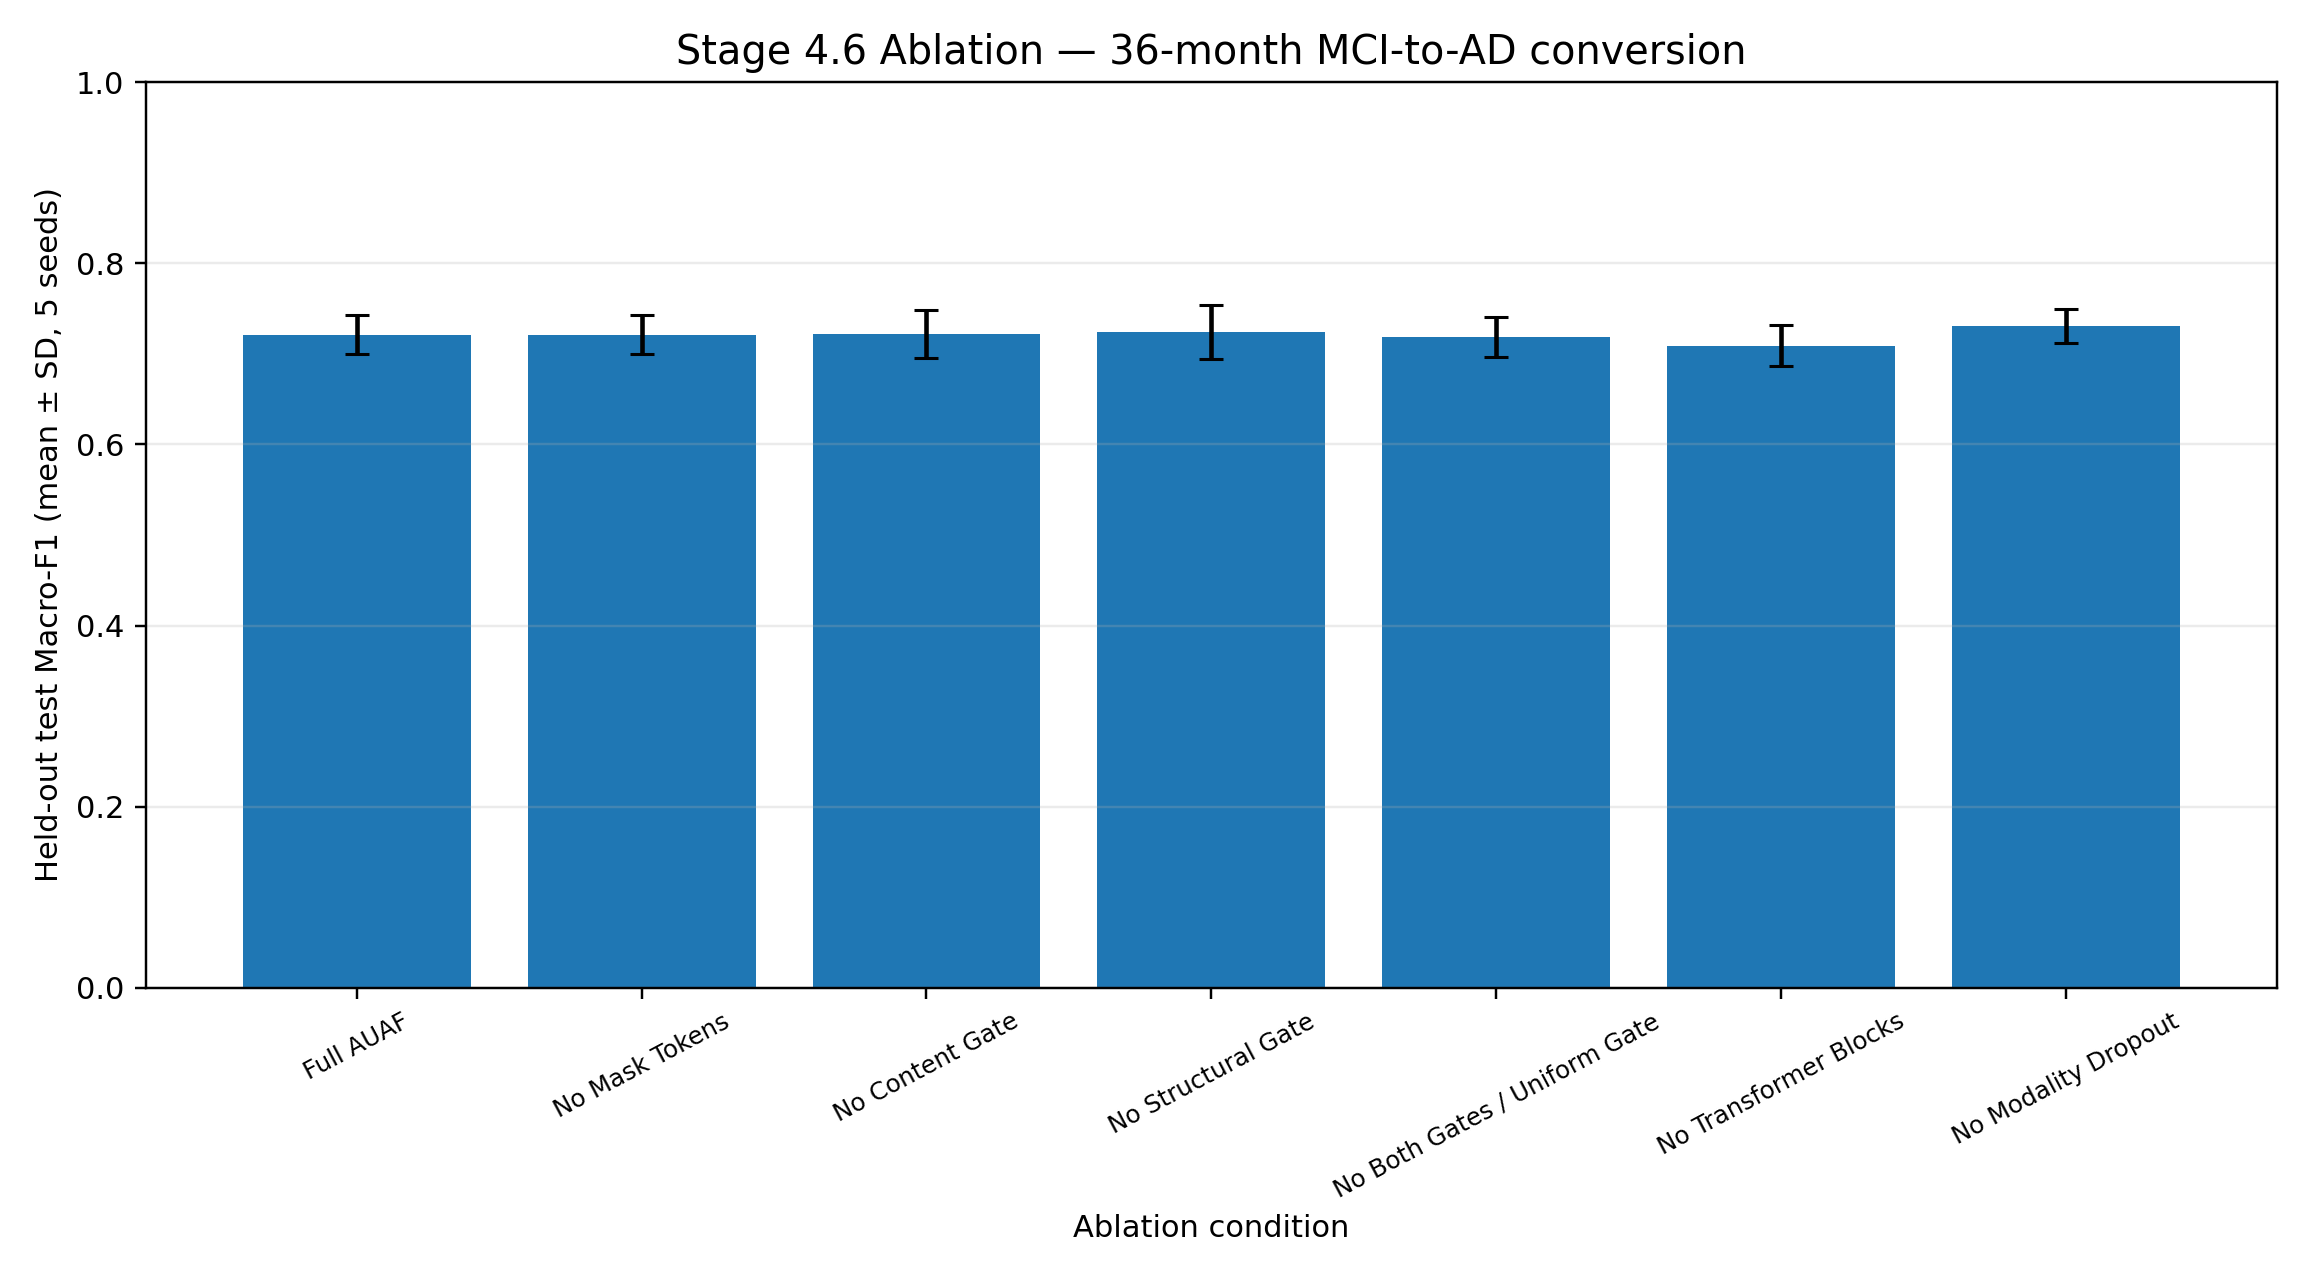 Stage 4.6 Ablation — 36-month MCI-to-AD conversion
Held-out test Macro-F1 (mean ± SD, 5 seeds)
1.0
0.8
0.6
0.4
0.2
0.0
Full AUAF
No Mask Tokens
No Content Gate
No Structural Gate
No Both Gates / Uniform Gate
No Transformer Blocks
No Modality Dropout
Ablation condition